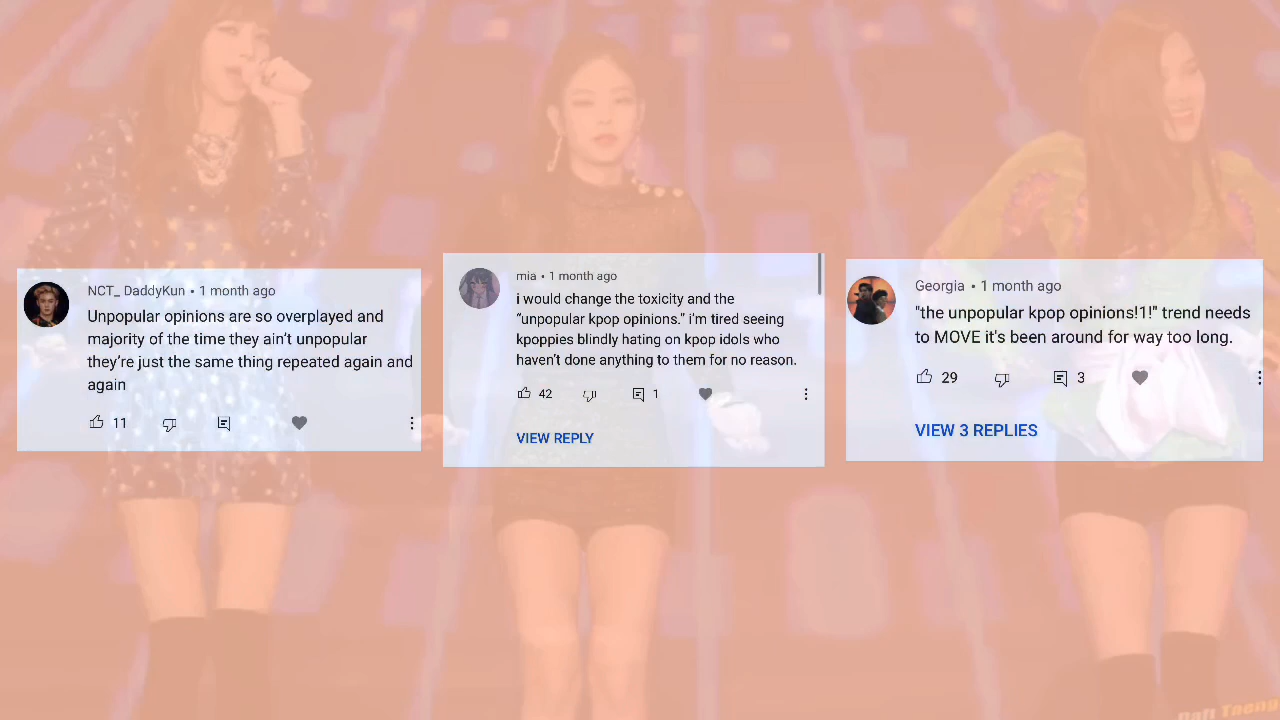 NCT_ DaddyKun • 1 month ago
Unpopular opinions are so overplayed and
majority of the time they ain't unpopular
they're just the same thing repeated again and
again
11
mia • 1 month ago
i would change the toxicity and the
"unpopular kpop opinions." i'm tired seeing
kpoppies blindly hating on kpop idols who
haven't done anything to them for no reason.
42 1
VIEW REPLY
Georgia • 1 month ago
"the unpopular kpop opinions!1!" trend needs
to MOVE it's been around for way too long.
29 3
VIEW 3 REPLIES